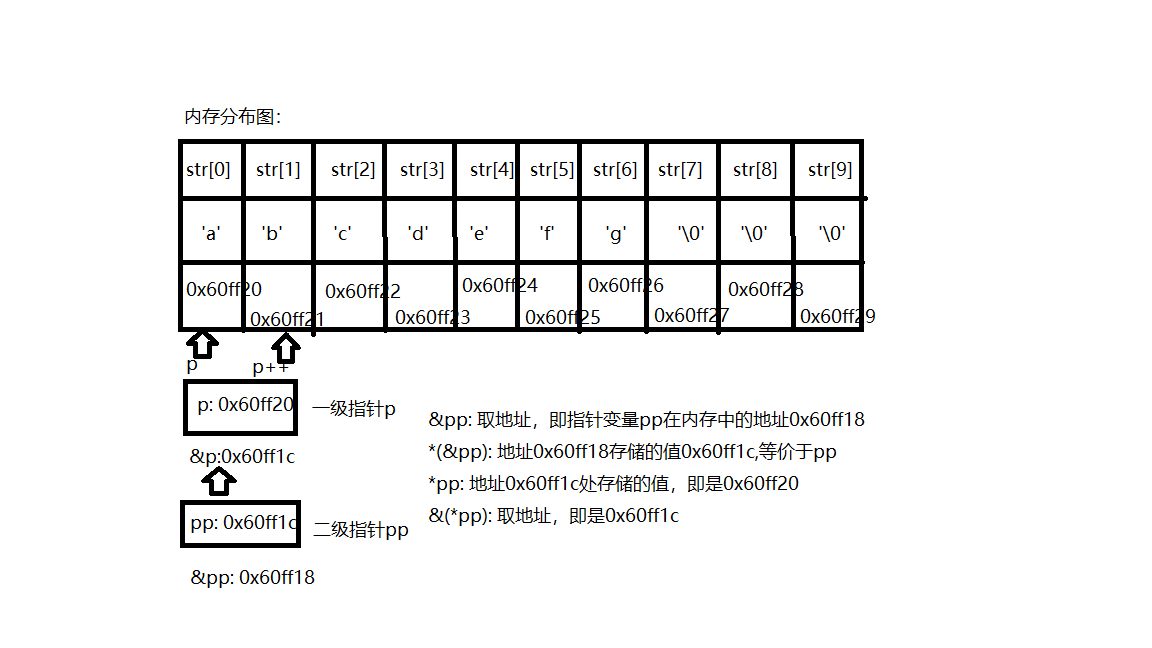 内存分布图：
str[0] str[1] str[2] str[3] str[4] str[5] str[6] str[7] str[8] str[9]
'a' 'b' 'c' 'd' 'e' 'f' 'g' '\0' '\0' '\0'
0x60ff20 0x60ff21 0x60ff22 0x60ff23 0x60ff24 0x60ff25 0x60ff26 0x60ff27 0x60ff28 0x60ff29
p p++
p: 0x60ff20 一级指针p
&p:0x60ff1c
pp: 0x60ff1c 二级指针pp
&pp: 0x60ff18
&pp: 取地址，即指针变量pp在内存中的地址0x60ff18
*(&pp): 地址0x60ff18存储的值0x60ff1c,等价于pp
*pp: 地址0x60ff1c处存储的值，即是0x60ff20
&(*pp): 取地址，即是0x60ff1c